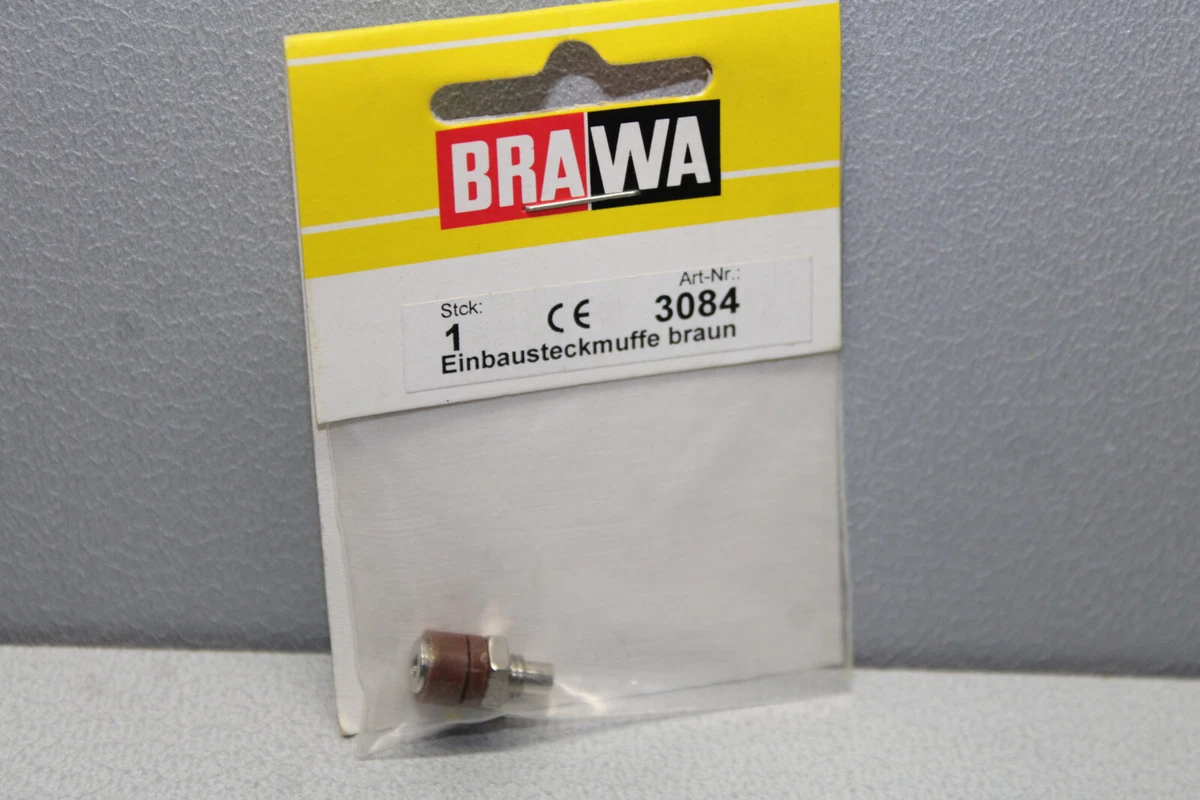 BRAWA
Stck: Art-Nr.:
1 CE 3084
Einbausteckmuffe braun